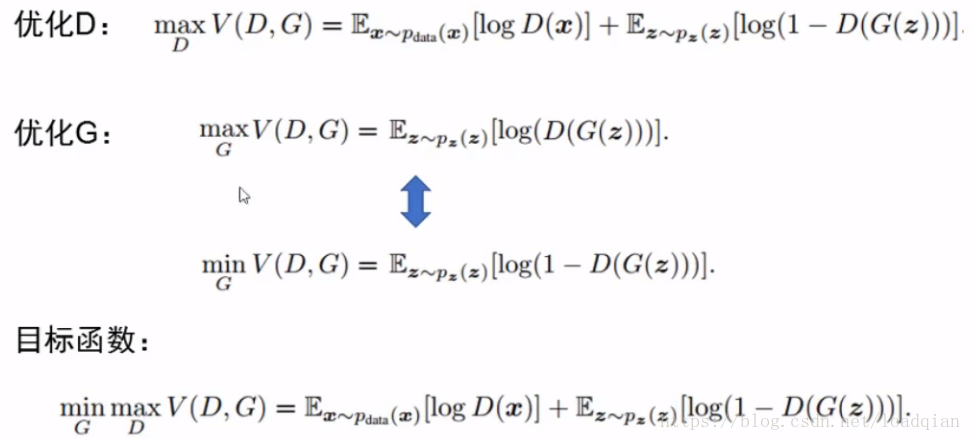 优化D： max_D V(D, G) = 𝔼_{x∼p_data(x)}[log D(x)] + 𝔼_{z∼p_z(z)}[log(1 − D(G(z)))].
优化G： max_G V(D, G) = 𝔼_{z∼p_z(z)}[log(D(G(z)))].
min_G V(D, G) = 𝔼_{z∼p_z(z)}[log(1 − D(G(z)))].
目标函数：
min_G max_D V(D, G) = 𝔼_{x∼p_data(x)}[log D(x)] + 𝔼_{z∼p_z(z)}[log(1 − D(G(z)))].
https://blog.csdn.net/loadqian